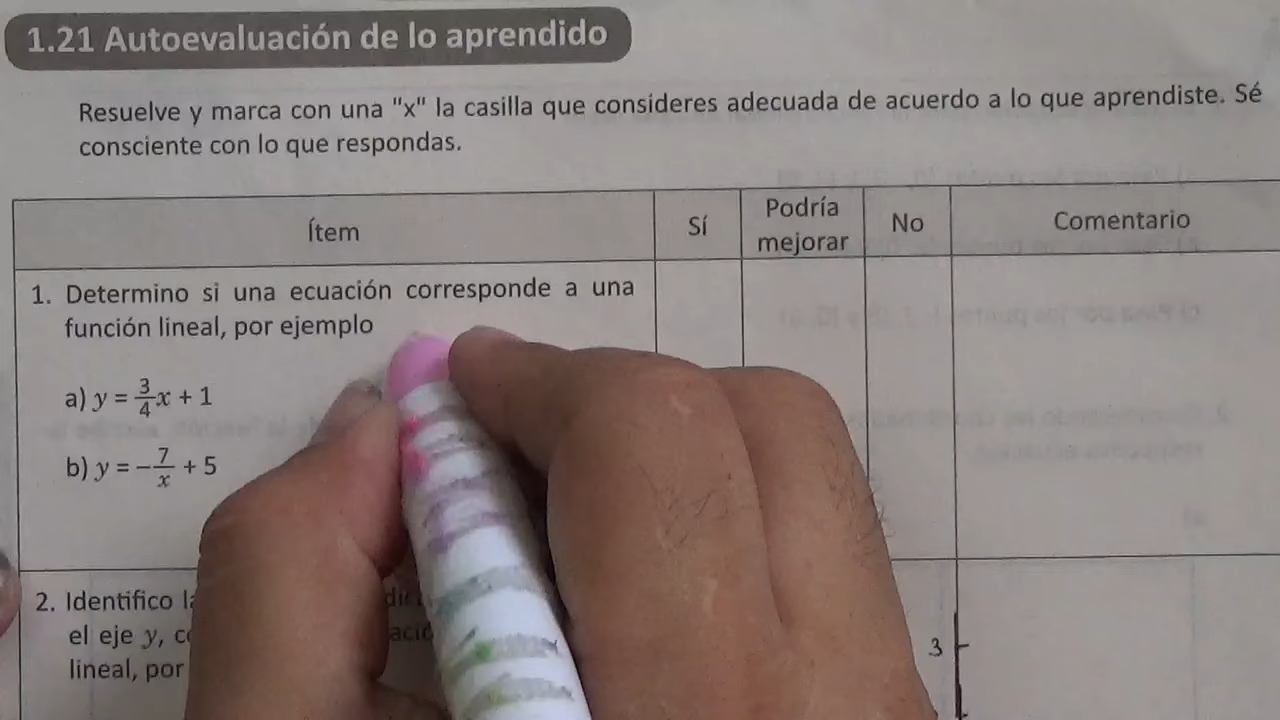 1.21 Autoevaluación de lo aprendido
Resuelve y marca con una "x" la casilla que consideres adecuada de acuerdo a lo que aprendiste. Sé
consciente con lo que respondas.
Ítem
Sí
Podría
mejorar
No
Comentario
1. Determino si una ecuación corresponde a una
función lineal, por ejemplo
a) y = 3/4 x + 1
b) y = −7/x + 5
2. Identifico
el eje y,
lineal, por
3